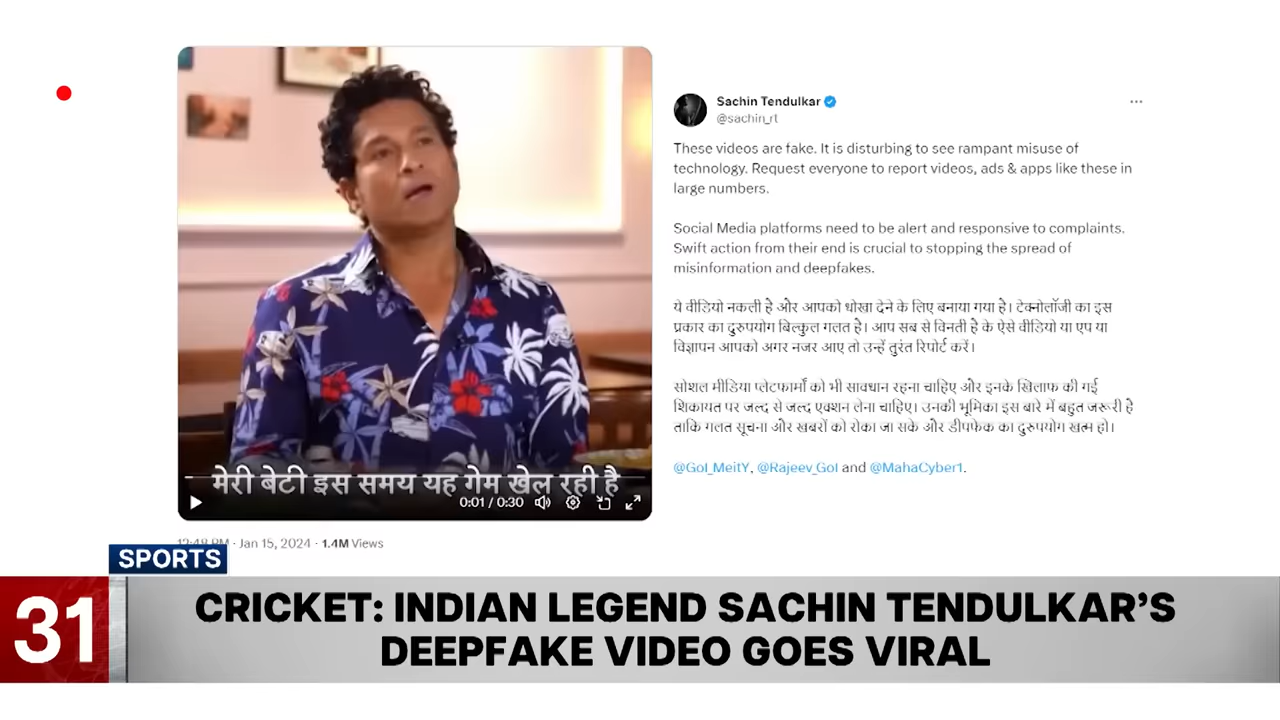 Sachin Tendulkar
@sachin_rt
These videos are fake. It is disturbing to see rampant misuse of
technology. Request everyone to report videos, ads & apps like these in
large numbers.
Social Media platforms need to be alert and responsive to complaints.
Swift action from their end is crucial to stopping the spread of
misinformation and deepfakes.
ये वीडियो नकली है और आपको धोखा देने के लिए बनाया गया है। टेक्नोलॉजी का इस
प्रकार का दुरुपयोग बिल्कुल गलत है। आप सब से विनती है के ऐसे वीडियो या एप या
विज्ञापन आपको अगर नजर आए तो उन्हें तुरंत रिपोर्ट करें।
सोशल मीडिया प्लेटफार्मों को भी सावधान रहना चाहिए और इनके खिलाफ की गई
शिकायत पर जल्द से जल्द एक्शन लेना चाहिए। उनकी भूमिका इस बारे में बहुत जरूरी है
ताकि गलत सूचना और खबरों को रोका जा सके और डीपफेक का दुरुपयोग खत्म हो।
@GoI_MeitY, @Rajeev_GoI and @MahaCyber1.
मेरी बेटी इस समय यह गेम खेल रही है
0:01 / 0:30
12:48 PM · Jan 15, 2024 · 1.4M Views
SPORTS
31
CRICKET: INDIAN LEGEND SACHIN TENDULKAR'S
DEEPFAKE VIDEO GOES VIRAL